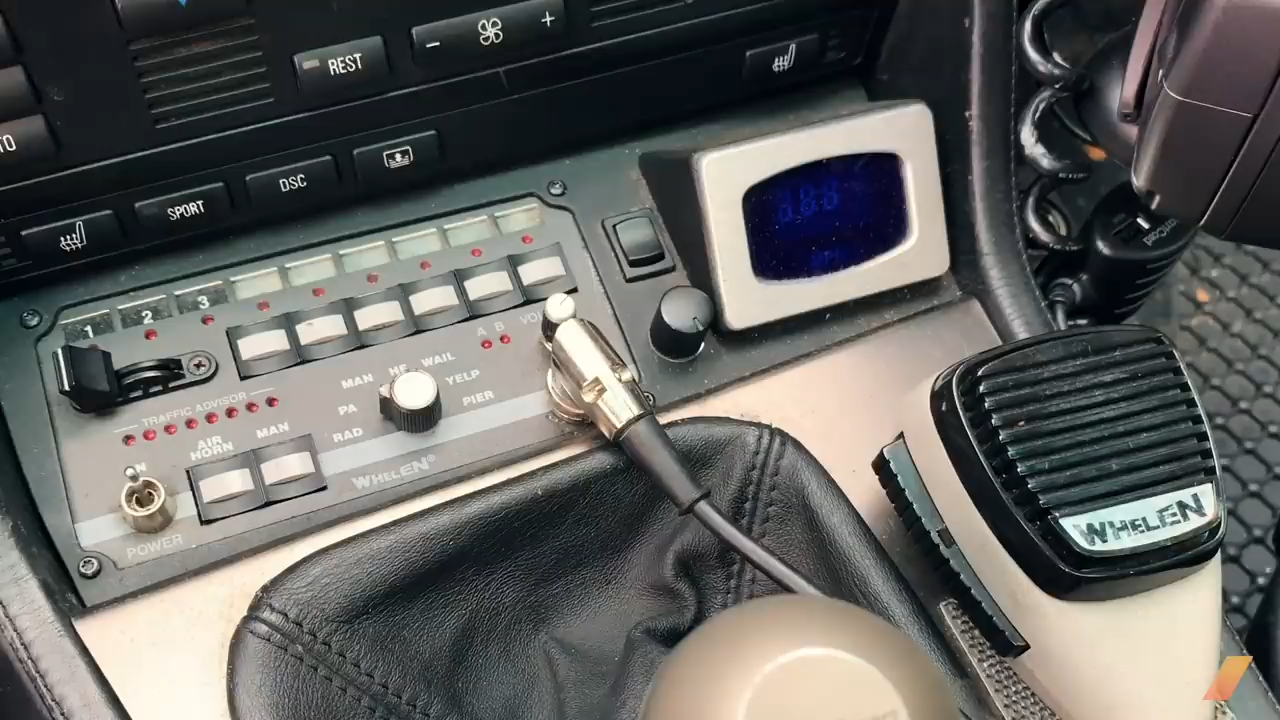 REST
- +
DSC
SPORT
1 2 3
A B
MAN HF WAIL
YELP
PIER
PA
RAD
TRAFFIC ADVISOR
AIR
HORN
MAN
WHELEN®
POWER
WHELEN